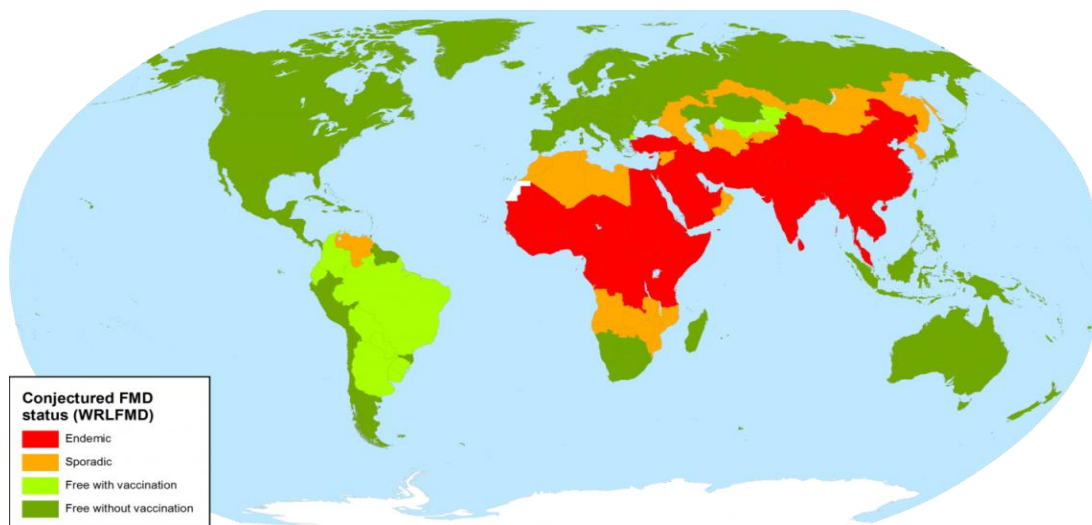 Conjectured FMD
status (WRLFMD)
Endemic
Sporadic
Free with vaccination
Free without vaccination